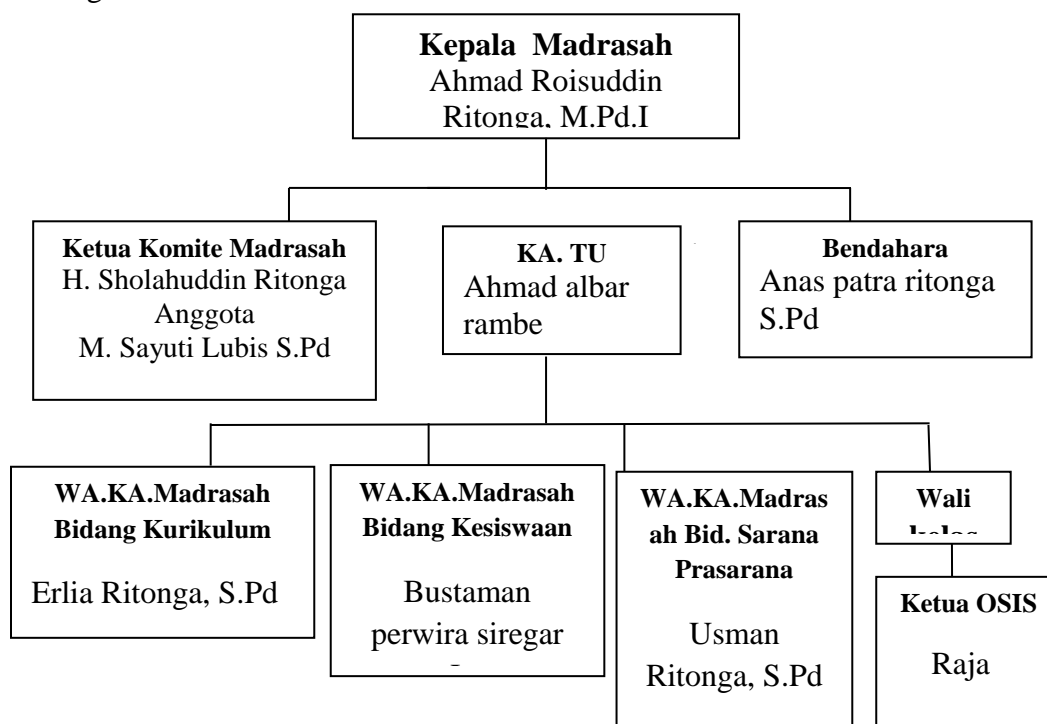 Kepala Madrasah
Ahmad Roisuddin
Ritonga, M.Pd.I
Ketua Komite Madrasah
H. Sholahuddin Ritonga
Anggota
M. Sayuti Lubis S.Pd
KA. TU
Ahmad albar
rambe
Bendahara
Anas patra ritonga
S.Pd
WA.KA.Madrasah
Bidang Kurikulum
Erlia Ritonga, S.Pd
WA.KA.Madrasah
Bidang Kesiswaan
Bustaman
perwira siregar
WA.KA.Madras
ah Bid. Sarana
Prasarana
Usman
Ritonga, S.Pd
Wali
kelas
Ketua OSIS
Raja